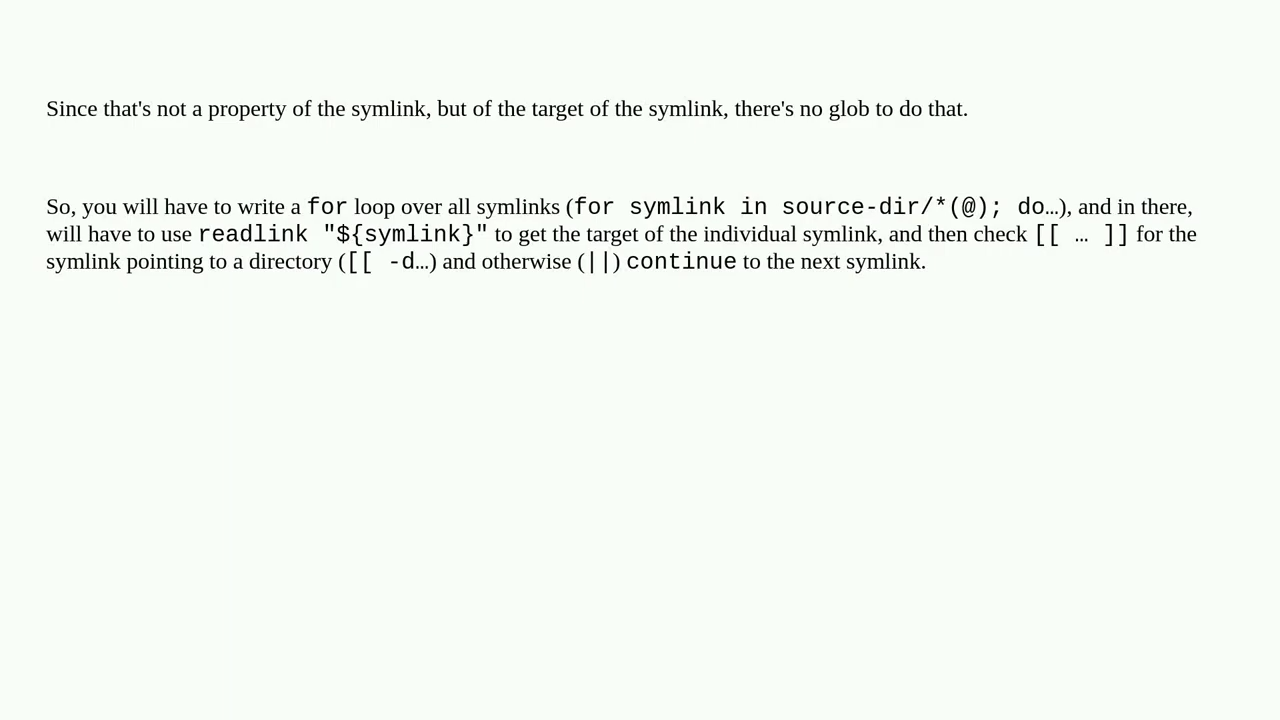 Since that's not a property of the symlink, but of the target of the symlink, there's no glob to do that.
So, you will have to write a for loop over all symlinks (for symlink in source-dir/*(@); do…), and in there,
will have to use readlink "${symlink}" to get the target of the individual symlink, and then check [[ … ]] for the
symlink pointing to a directory ([[ -d…) and otherwise (||) continue to the next symlink.